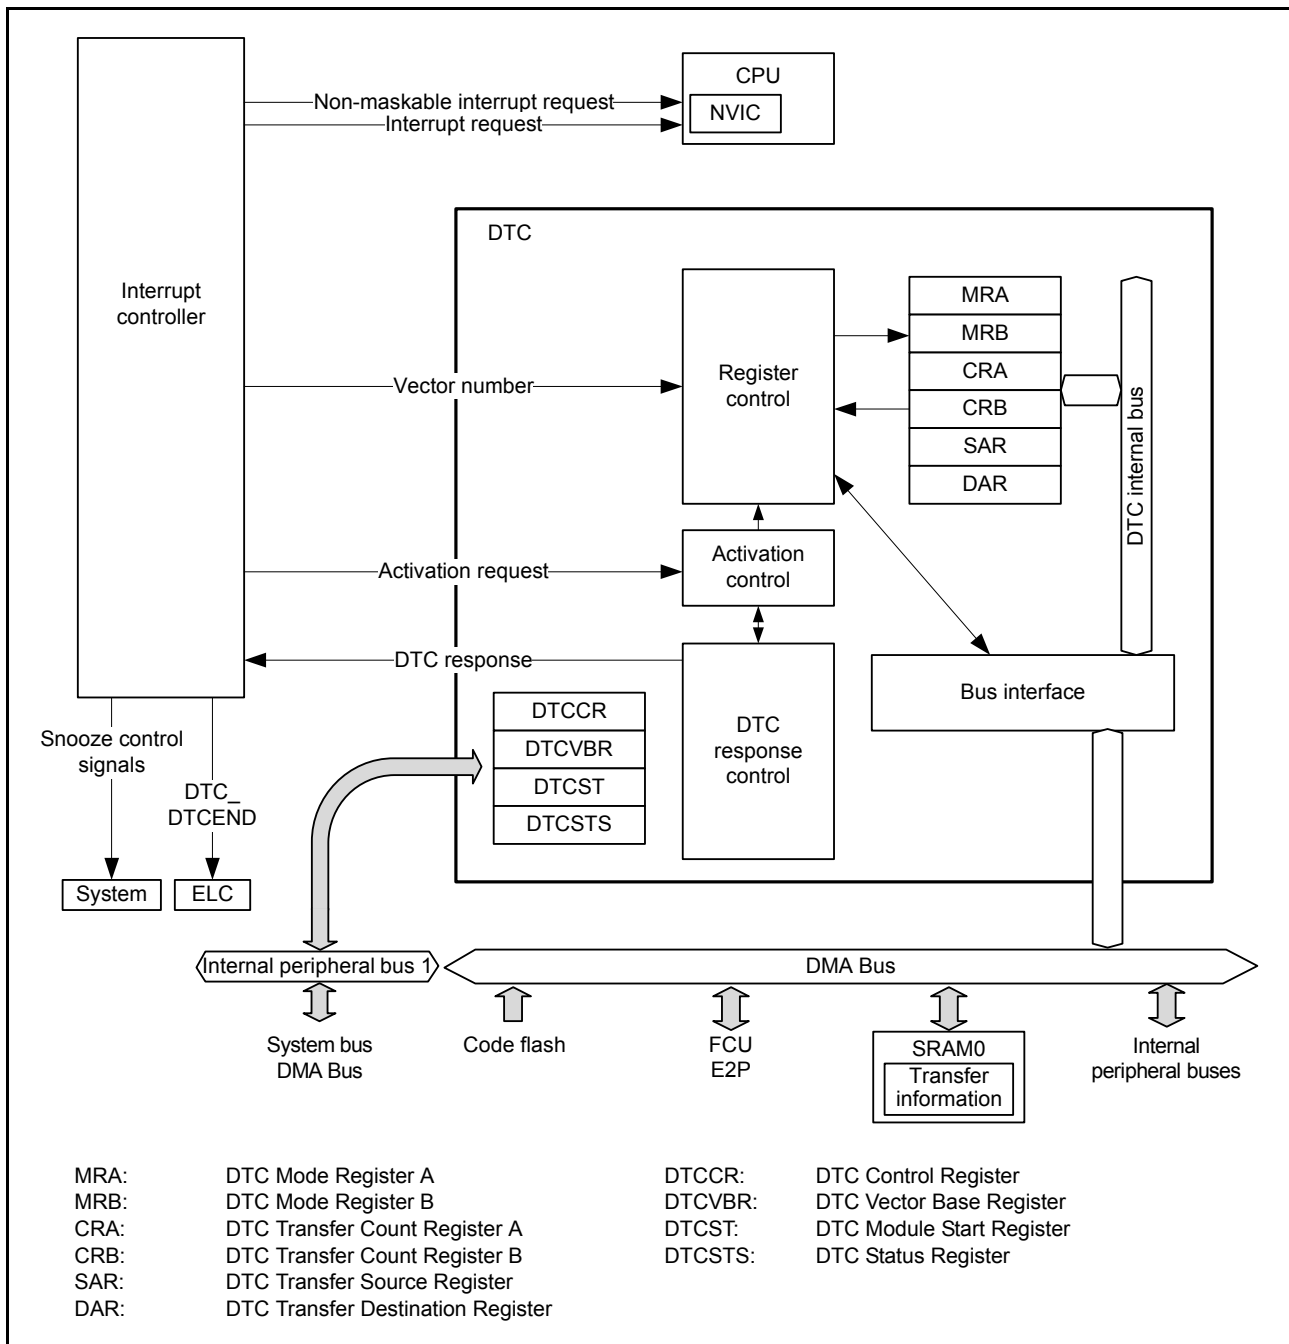 CPU
NVIC
Non-maskable interrupt request
Interrupt request
DTC
Interrupt
controller
Vector number
Register
control
MRA
MRB
CRA
CRB
SAR
DAR
DTC internal bus
Activation request
Activation
control
DTC response
DTC
response
control
Bus interface
DTCCR
DTCVBR
DTCST
DTCSTS
Snooze control
signals
DTC_
DTCEND
System
ELC
Internal peripheral bus 1
DMA Bus
System bus
DMA Bus
Code flash
FCU
E2P
SRAM0
Transfer
information
Internal
peripheral buses
MRA: DTC Mode Register A
MRB: DTC Mode Register B
CRA: DTC Transfer Count Register A
CRB: DTC Transfer Count Register B
SAR: DTC Transfer Source Register
DAR: DTC Transfer Destination Register
DTCCR: DTC Control Register
DTCVBR: DTC Vector Base Register
DTCST: DTC Module Start Register
DTCSTS: DTC Status Register